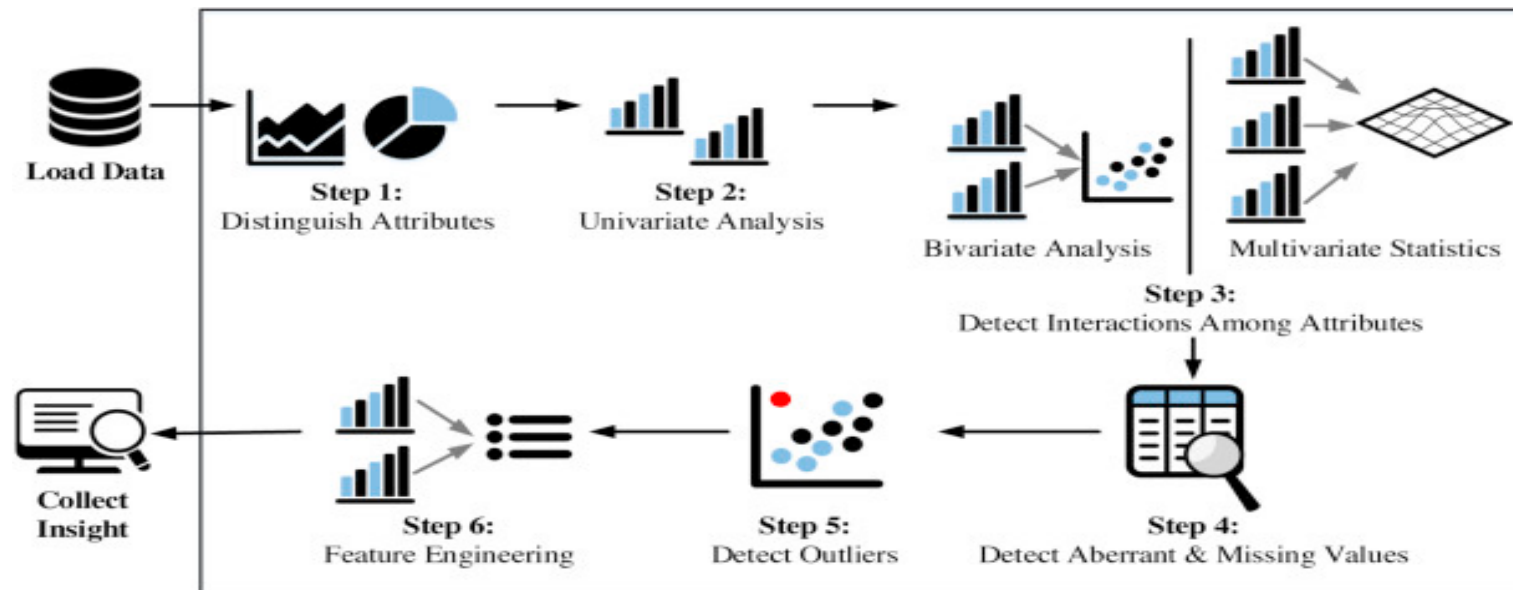 Load Data
Step 1:
Distinguish Attributes
Step 2:
Univariate Analysis
Bivariate Analysis
Multivariate Statistics
Step 3:
Detect Interactions Among Attributes
Step 4:
Detect Aberrant & Missing Values
Step 5:
Detect Outliers
Step 6:
Feature Engineering
Collect
Insight